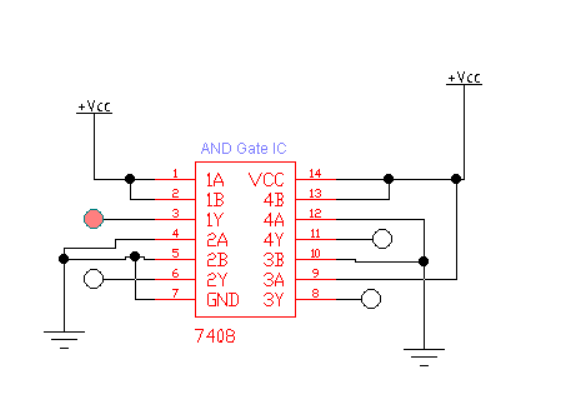 +Vcc
+Vcc
AND Gate IC
1 1A VCC 14
2 1B 4B 13
3 1Y 4A 12
4 2A 4Y 11
5 2B 3B 10
6 2Y 3A 9
7 GND 3Y 8
7408